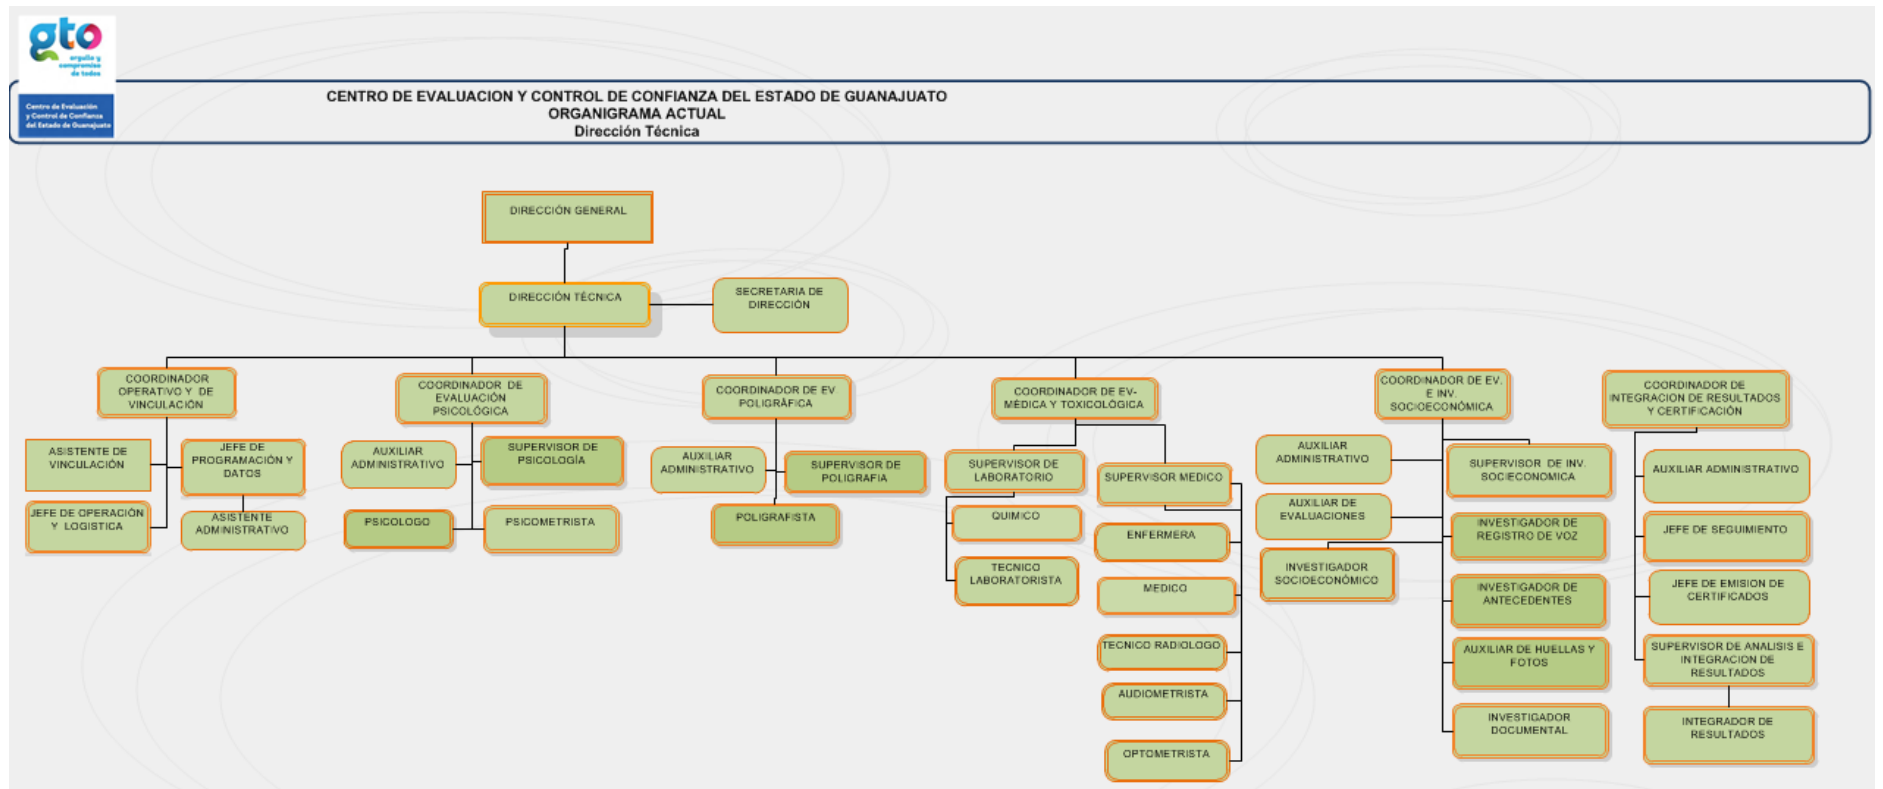 gto
orgullo y
compromiso
de todos
Centro de Evaluación
y Control de Confianza
del Estado de Guanajuato
CENTRO DE EVALUACION Y CONTROL DE CONFIANZA DEL ESTADO DE GUANAJUATO
ORGANIGRAMA ACTUAL
Dirección Técnica
DIRECCIÓN GENERAL
DIRECCIÓN TÉCNICA
SECRETARIA DE
DIRECCIÓN
COORDINADOR
OPERATIVO Y DE
VINCULACIÓN
ASISTENTE DE
VINCULACIÓN
JEFE DE
PROGRAMACIÓN Y
DATOS
JEFE DE OPERACIÓN
Y LOGISTICA
ASISTENTE
ADMINISTRATIVO
COORDINADOR DE
EVALUACIÓN
PSICOLÓGICA
AUXILIAR
ADMINISTRATIVO
SUPERVISOR DE
PSICOLOGÍA
PSICOLOGO
PSICOMETRISTA
COORDINADOR DE EV
POLIGRÁFICA
AUXILIAR
ADMINISTRATIVO
SUPERVISOR DE
POLIGRAFIA
POLIGRAFISTA
COORDINADOR DE EV-
MÉDICA Y TOXICOLÓGICA
SUPERVISOR DE
LABORATORIO
QUIMICO
TECNICO
LABORATORISTA
SUPERVISOR MEDICO
ENFERMERA
MEDICO
TECNICO RADIOLOGO
AUDIOMETRISTA
OPTOMETRISTA
COORDINADOR DE EV.
E INV.
SOCIOECONÓMICA
AUXILIAR
ADMINISTRATIVO
AUXILIAR DE
EVALUACIONES
INVESTIGADOR
SOCIOECONÓMICO
SUPERVISOR DE INV.
SOCIECONOMICA
INVESTIGADOR DE
REGISTRO DE VOZ
INVESTIGADOR DE
ANTECEDENTES
AUXILIAR DE HUELLAS Y
FOTOS
INVESTIGADOR
DOCUMENTAL
COORDINADOR DE
INTEGRACION DE RESULTADOS
Y CERTIFICACIÓN
AUXILIAR ADMINISTRATIVO
JEFE DE SEGUIMIENTO
JEFE DE EMISION DE
CERTIFICADOS
SUPERVISOR DE ANALISIS E
INTEGRACION DE
RESULTADOS
INTEGRADOR DE
RESULTADOS